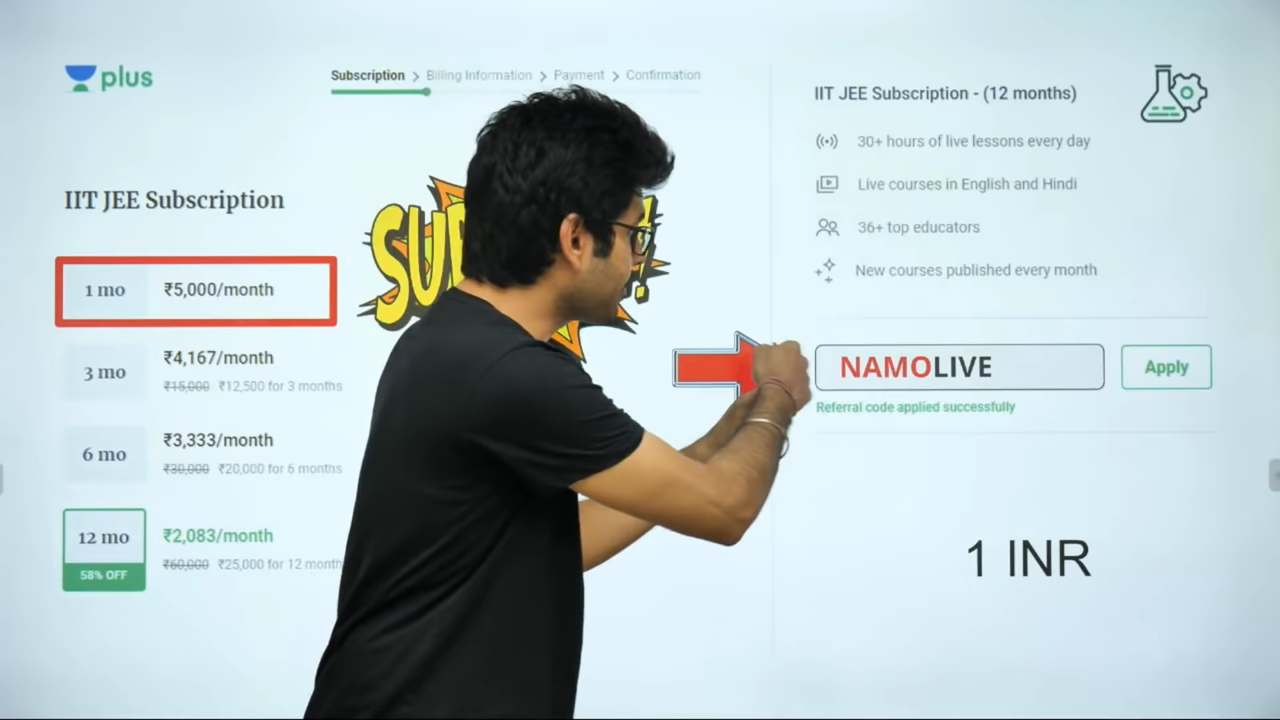 plus
Subscription > Billing Information > Payment > Confirmation
IIT JEE Subscription
1 mo ₹5,000/month
3 mo ₹4,167/month
₹15,000 ₹12,500 for 3 months
6 mo ₹3,333/month
₹30,000 ₹20,000 for 6 months
12 mo ₹2,083/month
58% OFF ₹60,000 ₹25,000 for 12 month
IIT JEE Subscription - (12 months)
30+ hours of live lessons every day
Live courses in English and Hindi
36+ top educators
New courses published every month
NAMOLIVE Apply
Referral code applied successfully
1 INR